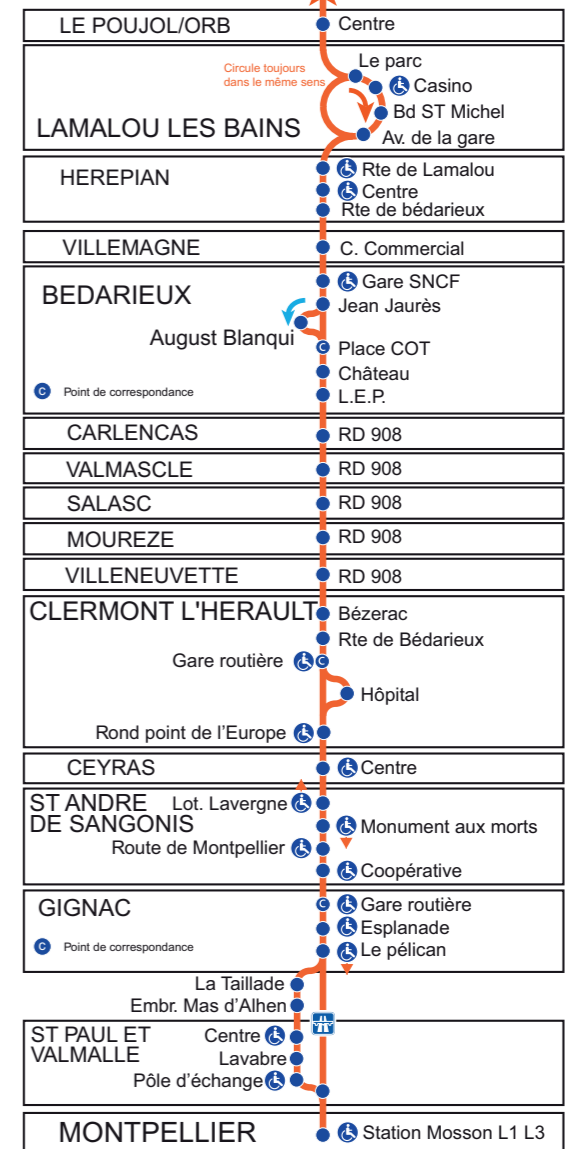 LE POUJOL/ORB
Centre
Circule toujours
dans le même sens
Le parc
Casino
Bd ST Michel
LAMALOU LES BAINS
Av. de la gare
HEREPIAN
Rte de Lamalou
Centre
Rte de bédarieux
VILLEMAGNE
C. Commercial
BEDARIEUX
Gare SNCF
Jean Jaurès
August Blanqui
C Place COT
Château
C Point de correspondance
L.E.P.
CARLENCAS
RD 908
VALMASCLE
RD 908
SALASC
RD 908
MOUREZE
RD 908
VILLENEUVETTE
RD 908
CLERMONT L'HERAULT
Bézerac
Rte de Bédarieux
Gare routière C
Hôpital
Rond point de l'Europe
CEYRAS
Centre
ST ANDRE
DE SANGONIS
Lot. Lavergne
Monument aux morts
Route de Montpellier
Coopérative
GIGNAC
C Gare routière
Esplanade
C Point de correspondance
Le pélican
La Taillade
Embr. Mas d'Alhen
ST PAUL ET
VALMALLE
Centre
Lavabre
Pôle d'échange
MONTPELLIER
Station Mosson L1 L3